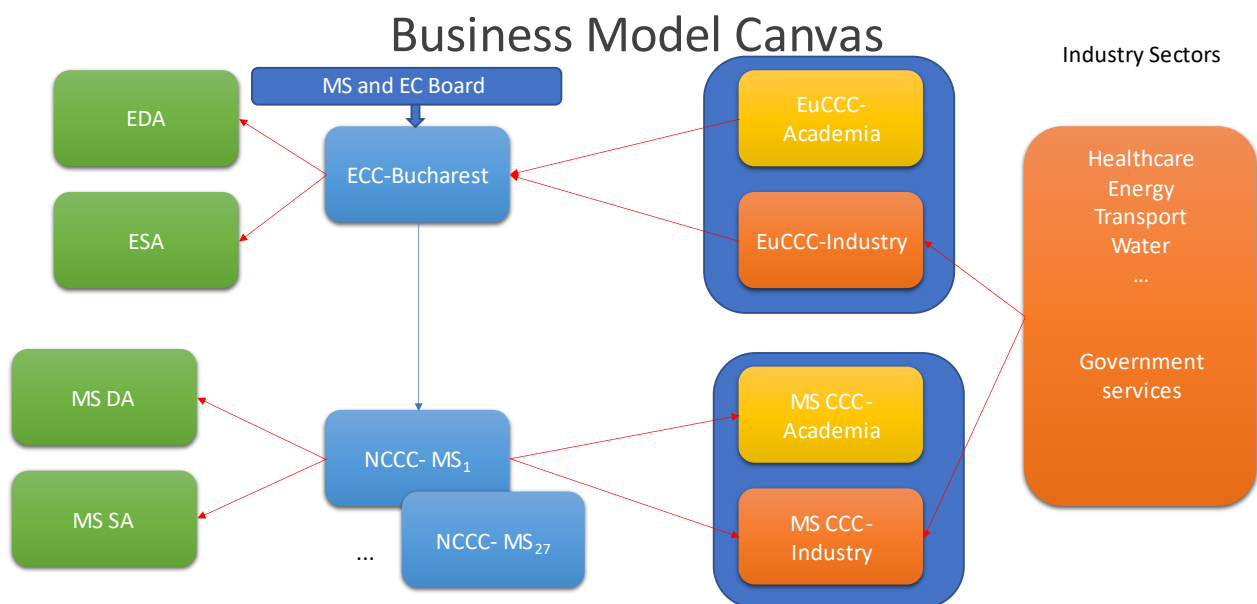 Business Model Canvas
Industry Sectors
MS and EC Board
EDA
ECC-Bucharest
ESA
EuCCC-
Academia
EuCCC-Industry
Healthcare
Energy
Transport
Water
...
Government
services
MS DA
MS SA
NCCC- MS₁
NCCC- MS₂₇
...
MS CCC-
Academia
MS CCC-
Industry